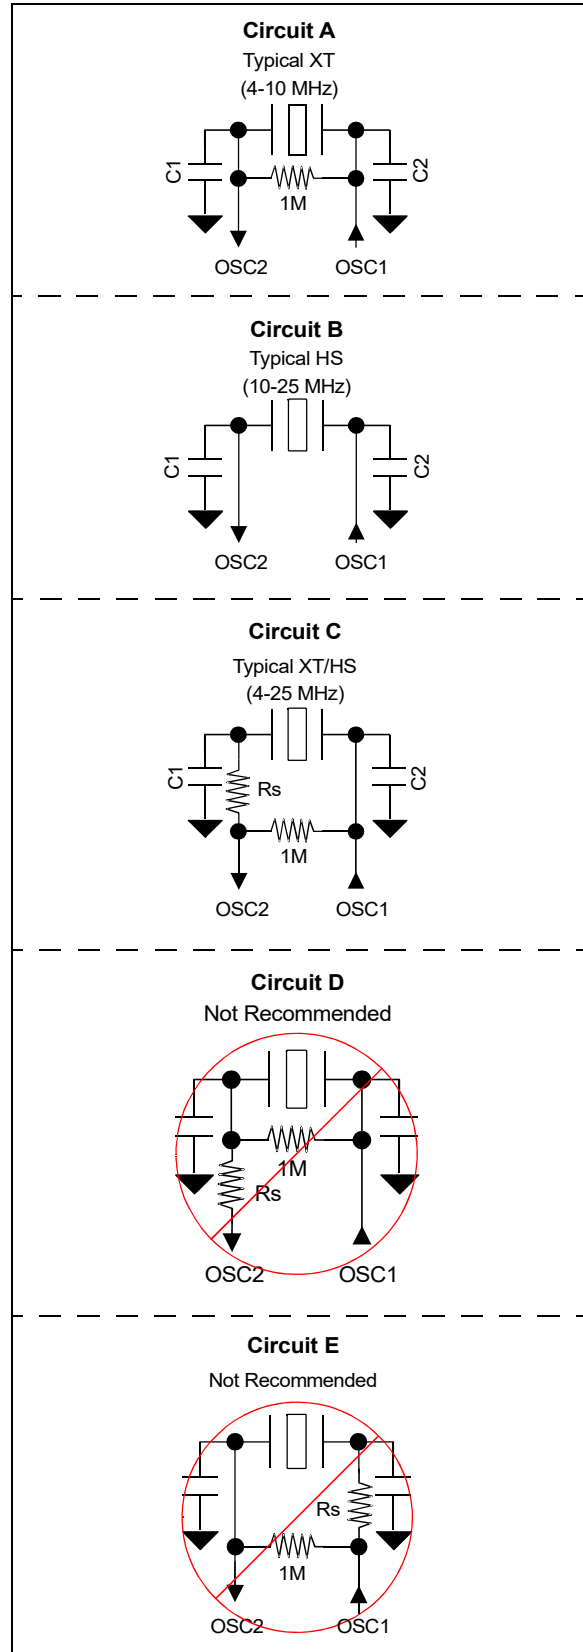 Circuit A
Typical XT
(4-10 MHz)
C1
C2
1M
OSC2 OSC1
Circuit B
Typical HS
(10-25 MHz)
C1
C2
OSC2 OSC1
Circuit C
Typical XT/HS
(4-25 MHz)
C1
Rs
C2
1M
OSC2 OSC1
Circuit D
Not Recommended
1M
Rs
OSC2 OSC1
Circuit E
Not Recommended
Rs
1M
OSC2 OSC1